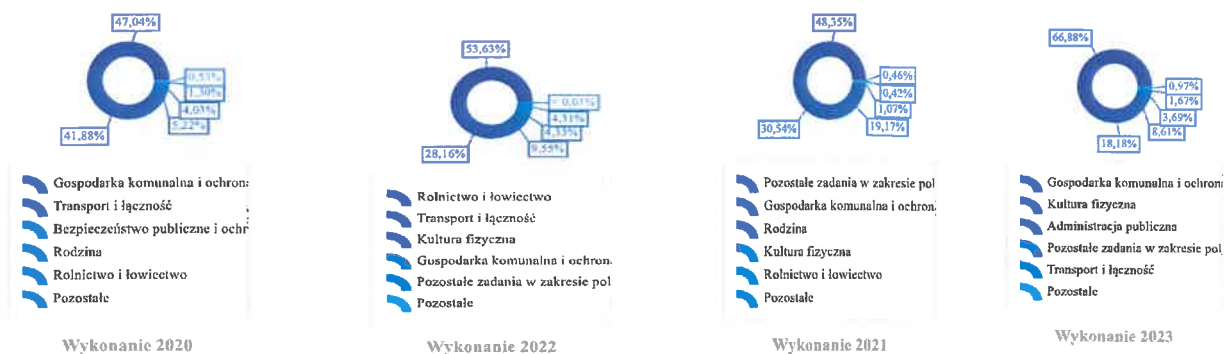 47,04%
0,53%
1,30%
4,03%
5,22%
41,88%
Gospodarka komunalna i ochron
Transport i łączność
Bezpieczeństwo publiczne i ochr
Rodzina
Rolnictwo i łowiectwo
Pozostałe
Wykonanie 2020
53,63%
< 0,01%
4,31%
4,35%
9,55%
28,16%
Rolnictwo i łowiectwo
Transport i łączność
Kultura fizyczna
Gospodarka komunalna i ochron
Pozostałe zadania w zakresie pol
Pozostałe
Wykonanie 2022
48,35%
0,46%
0,42%
1,07%
19,17%
30,54%
Pozostałe zadania w zakresie pol
Gospodarka komunalna i ochron
Rodzina
Kultura fizyczna
Rolnictwo i łowiectwo
Pozostałe
Wykonanie 2021
66,88%
0,97%
1,67%
3,69%
8,61%
18,18%
Gospodarka komunalna i ochron
Kultura fizyczna
Administracja publiczna
Pozostałe zadania w zakresie pol
Transport i łączność
Pozostałe
Wykonanie 2023